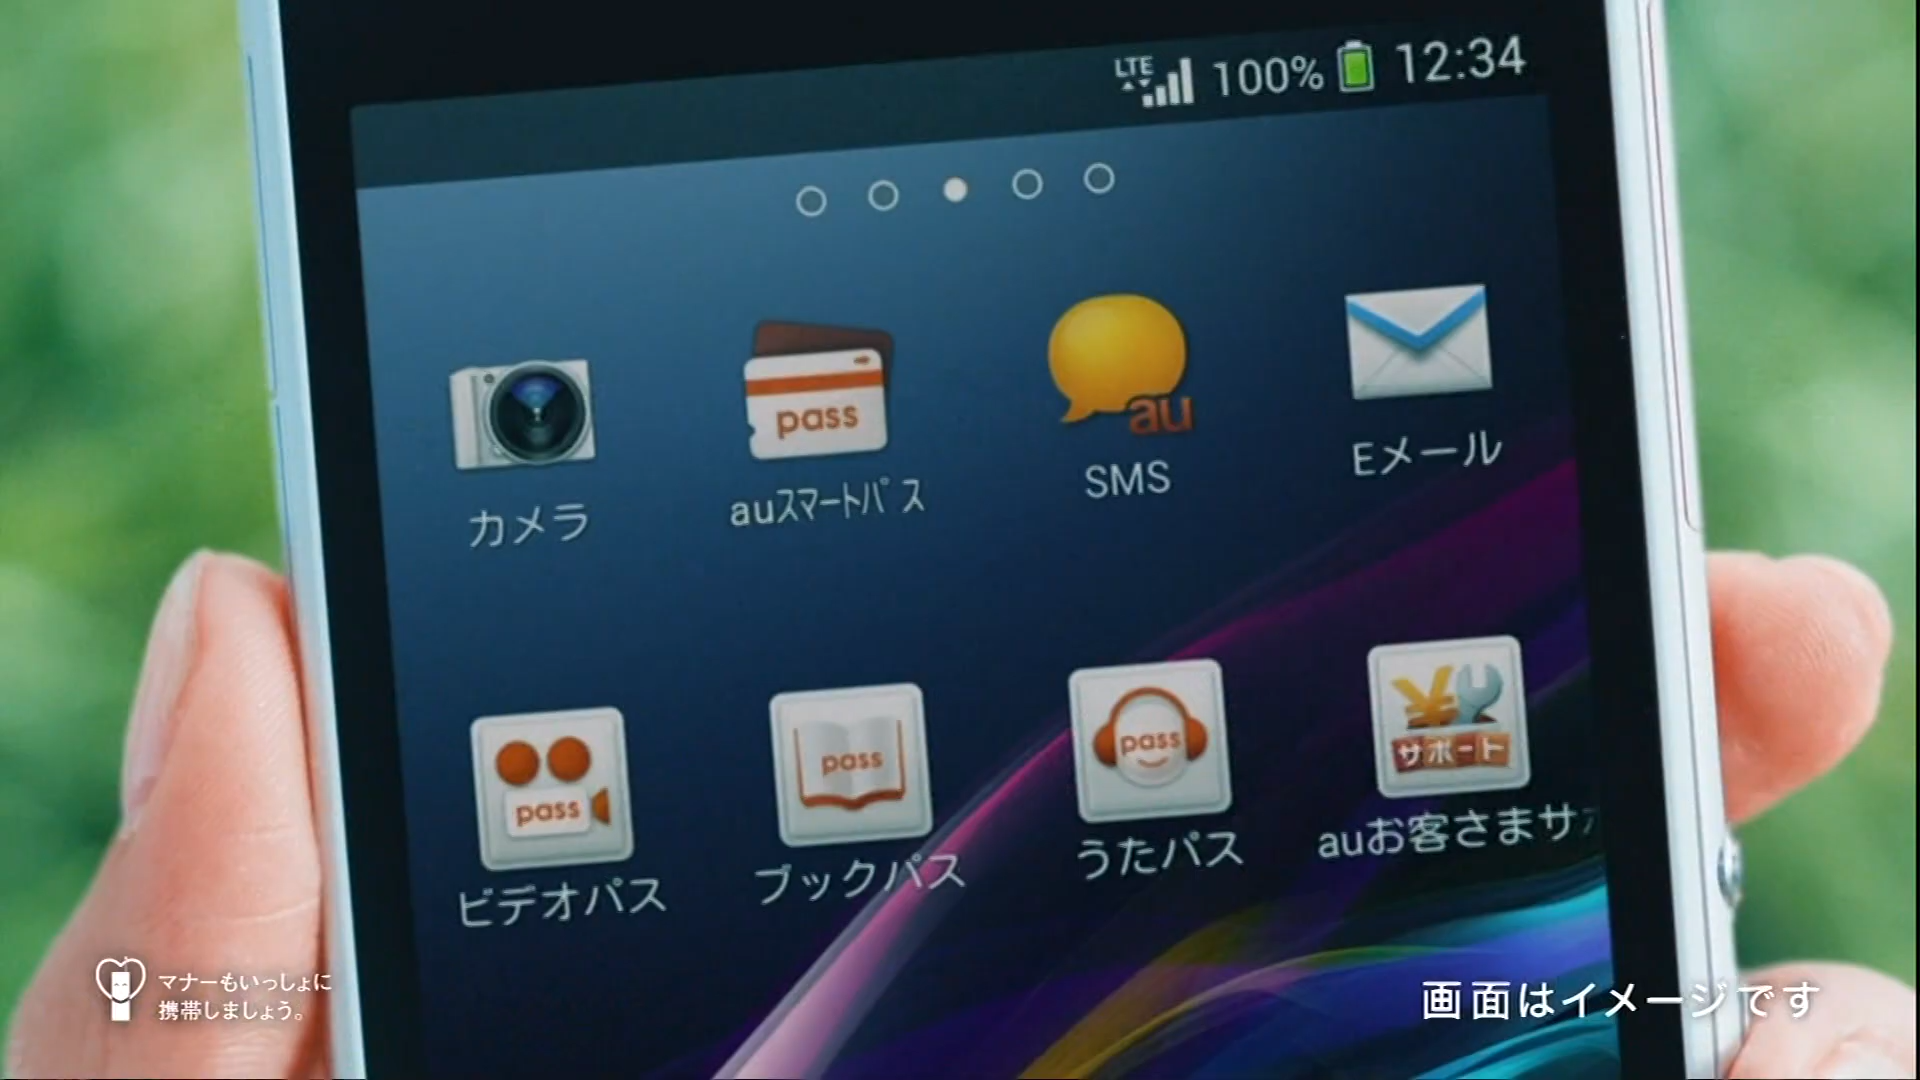 LTE 100% 12:34
pass
au
カメラ
auスマートパス
SMS
Eメール
pass
pass
pass
サポート
ビデオパス
ブックパス
うたパス
auお客さまサポ
マナーもいっしょに
携帯しましょう。
画面はイメージです